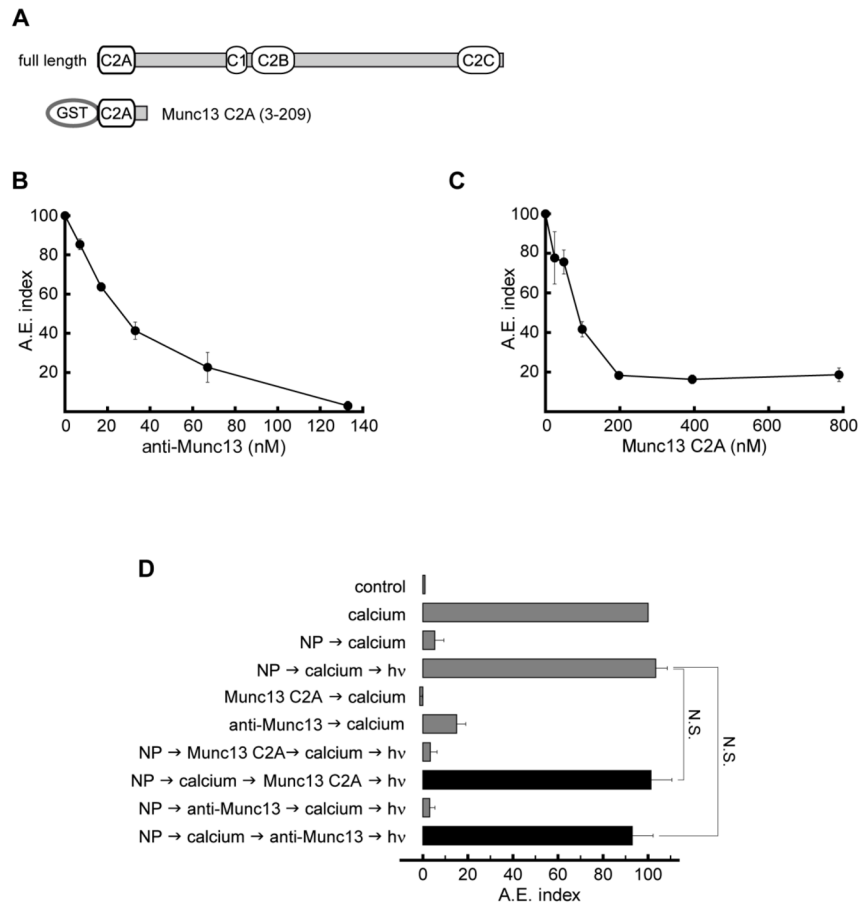 A
full length C2A C1 C2B C2C
GST C2A Munc13 C2A (3-209)
B
100
80
60
40
20
A.E. index
0 20 40 60 80 100 120 140
anti-Munc13 (nM)
C
100
80
60
40
20
A.E. index
0 200 400 600 800
Munc13 C2A (nM)
D
control
calcium
NP → calcium
NP → calcium → hν
Munc13 C2A → calcium
anti-Munc13 → calcium
NP → Munc13 C2A→ calcium → hν
NP → calcium → Munc13 C2A → hν
NP → anti-Munc13 → calcium → hν
NP → calcium → anti-Munc13 → hν
N.S.
N.S.
0 20 40 60 80 100
A.E. index